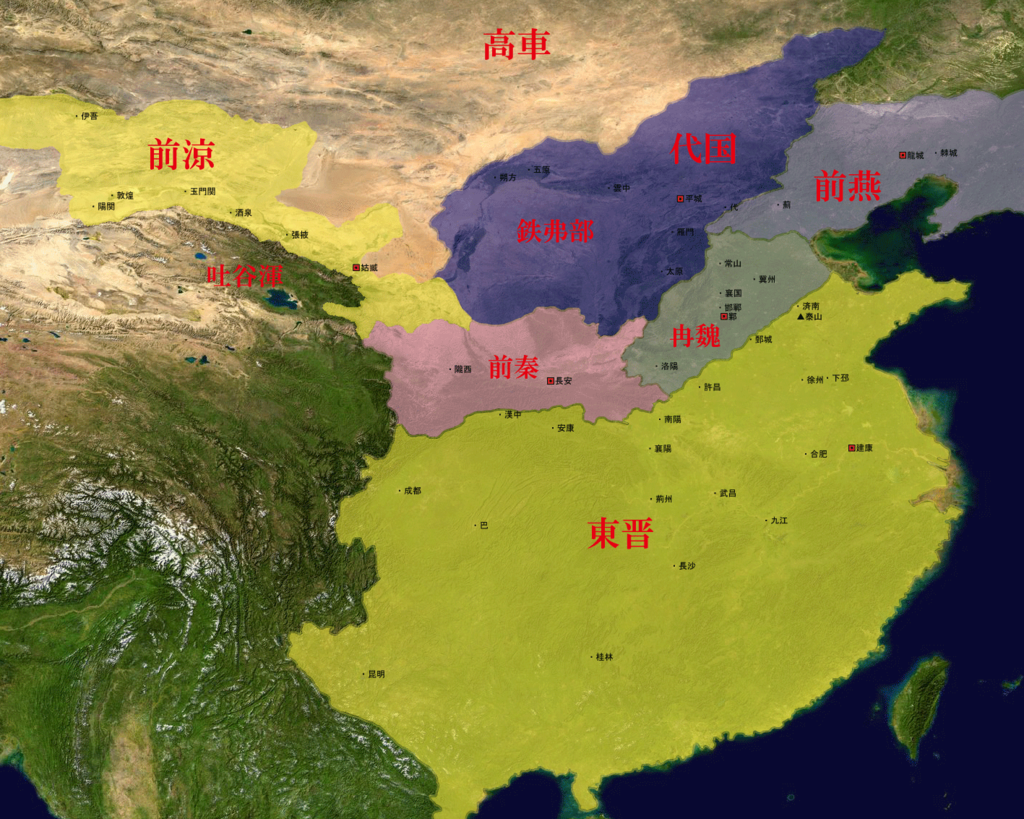 高車
伊吾
前涼
代国
龍城
棘城
五原
朔方
雲中
前燕
敦煌
玉門関
陽関
酒泉
平城
代
薊
張掖
鉄弗部
雁門
姑臧
吐谷渾
太原
常山
冀州
襄国
邯鄲
鄴
済南
▲泰山
冉魏
鄄城
前秦
隴西
長安
洛陽
許昌
徐州
下邳
漢中
安康
南陽
襄陽
合肥
建康
成都
荊州
武昌
巴
東晋
九江
長沙
桂林
昆明